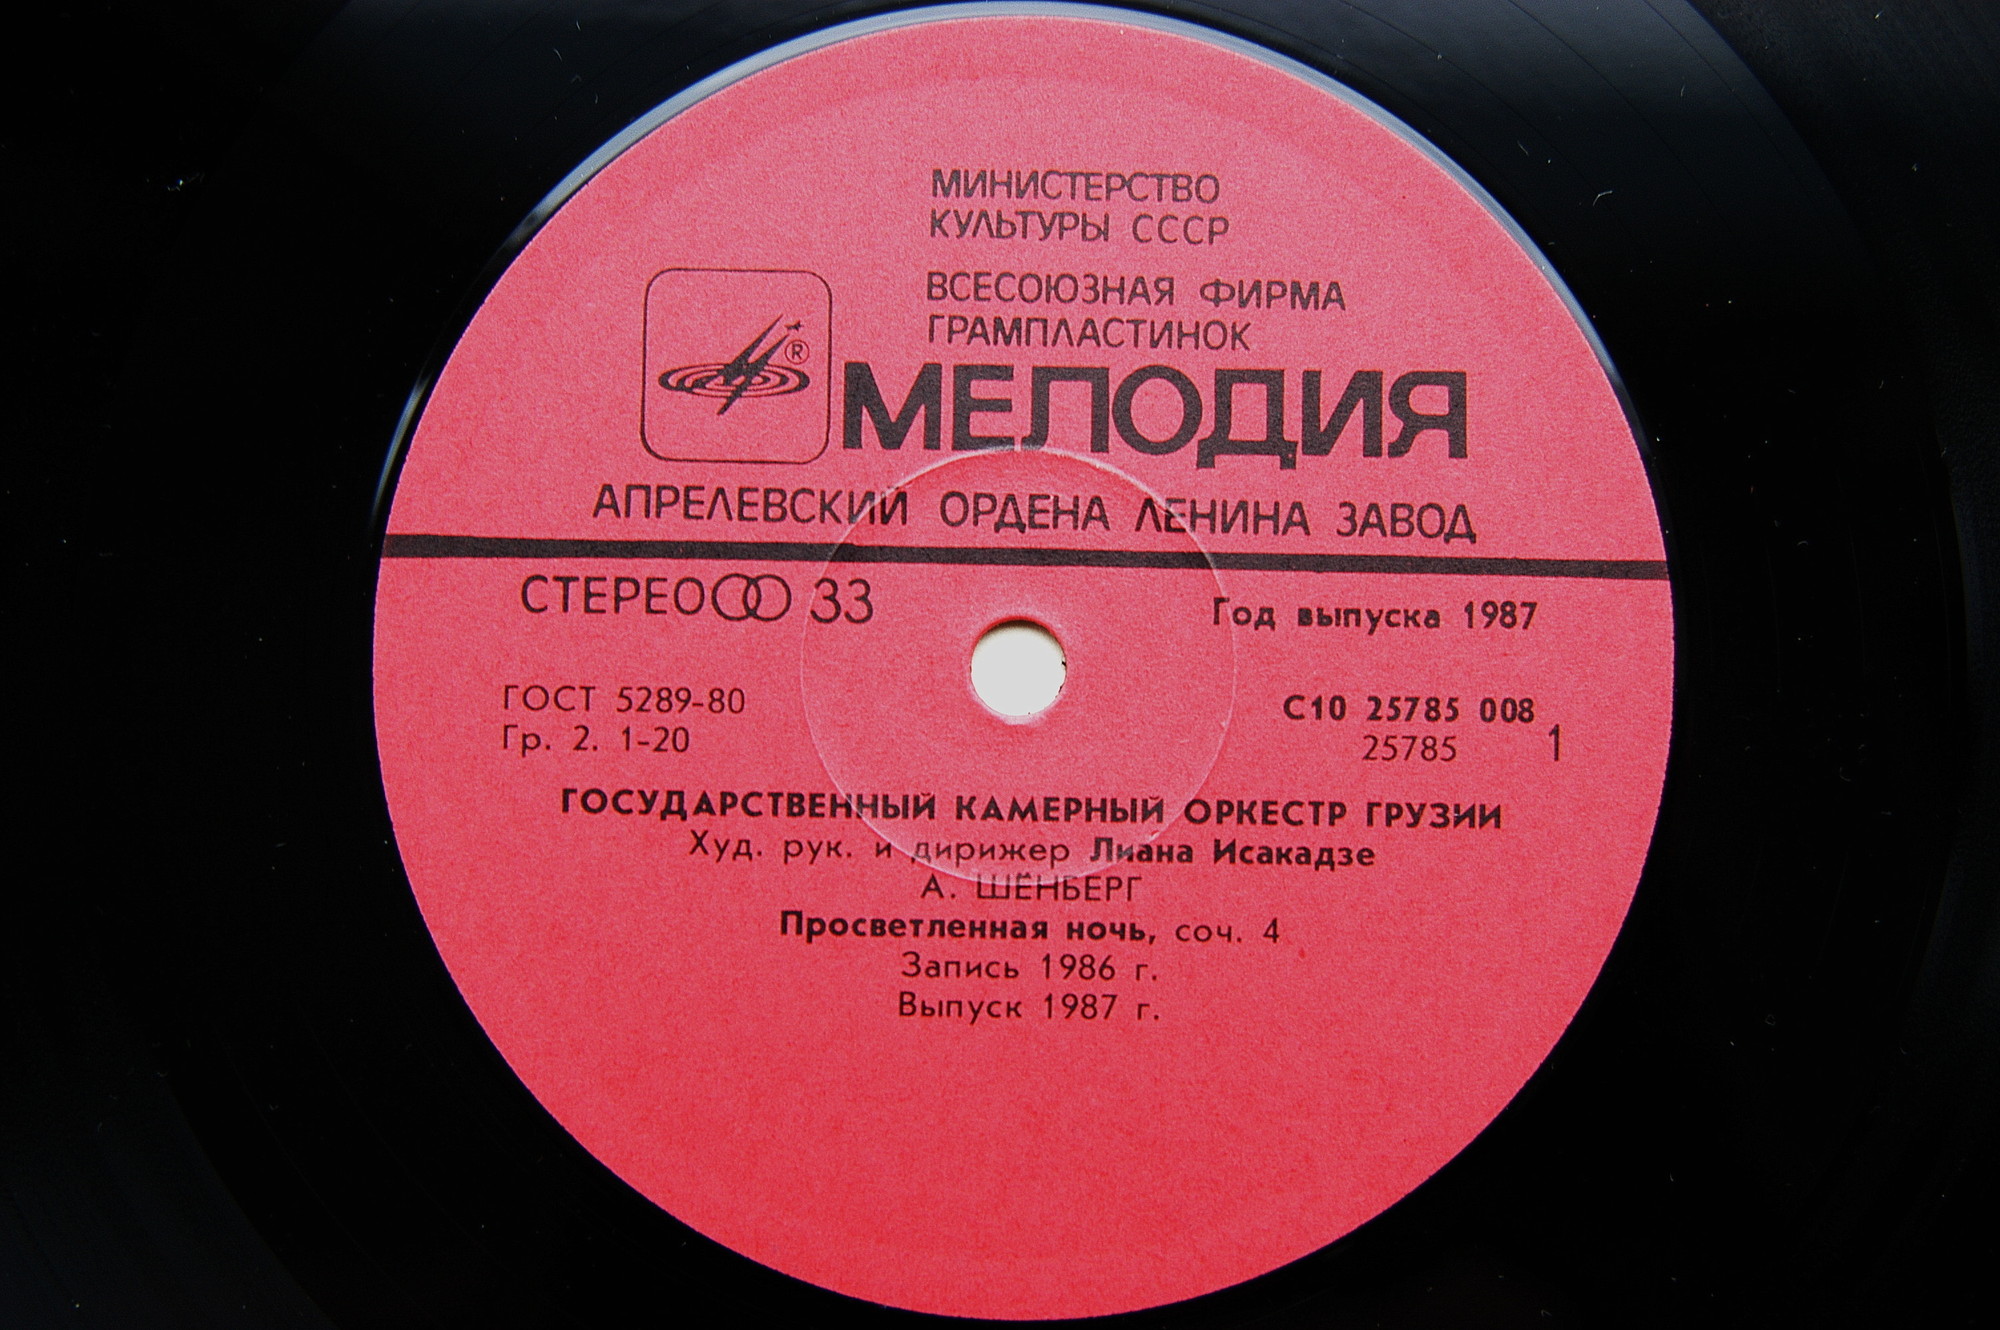 МИНИСТЕРСТВО
КУЛЬТУРЫ СССР
ВСЕСОЮЗНАЯ ФИРМА
ГРАМПЛАСТИНОК
®
МЕЛОДИЯ
АПРЕЛЕВСКИЙ ОРДЕНА ЛЕНИНА ЗАВОД
СТЕРЕО 33
Год выпуска 1987
ГОСТ 5289-80
Гр. 2. 1-20
С10 25785 008
25785 1
ГОСУДАРСТВЕННЫЙ КАМЕРНЫЙ ОРКЕСТР ГРУЗИИ
Худ. рук. и дирижер Лиана Исакадзе
А. ШЁНБЕРГ
Просветленная ночь, соч. 4
Запись 1986 г.
Выпуск 1987 г.